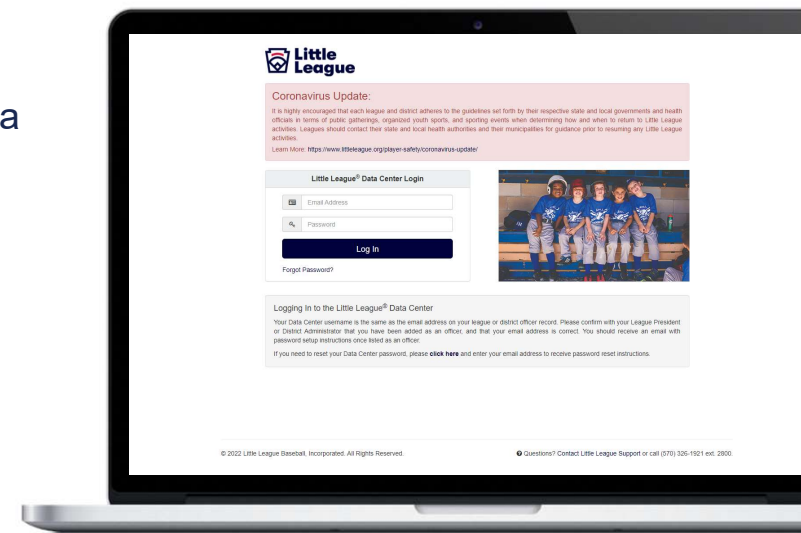 a
Little
League
Coronavirus Update:
It is highly encouraged that each league and district adheres to the guidelines set forth by their respective state and local governments and health
officials in terms of public gatherings, organized youth sports, and sporting events when determining how and when to return to Little League
activities. Leagues should contact their state and local health authorities and their municipalities for guidance prior to resuming any Little League
activities.
Learn More: https://www.littleleague.org/player-safety/coronavirus-update/
Little League® Data Center Login
Email Address
Password
Log In
Forgot Password?
Logging In to the Little League® Data Center
Your Data Center username is the same as the email address on your league or district officer record. Please confirm with your League President
or District Administrator that you have been added as an officer, and that your email address is correct. You should receive an email with
password setup instructions once listed as an officer.
If you need to reset your Data Center password, please click here and enter your email address to receive password reset instructions.
© 2022 Little League Baseball, Incorporated. All Rights Reserved.
Questions? Contact Little League Support or call (570) 326-1921 ext. 2800.